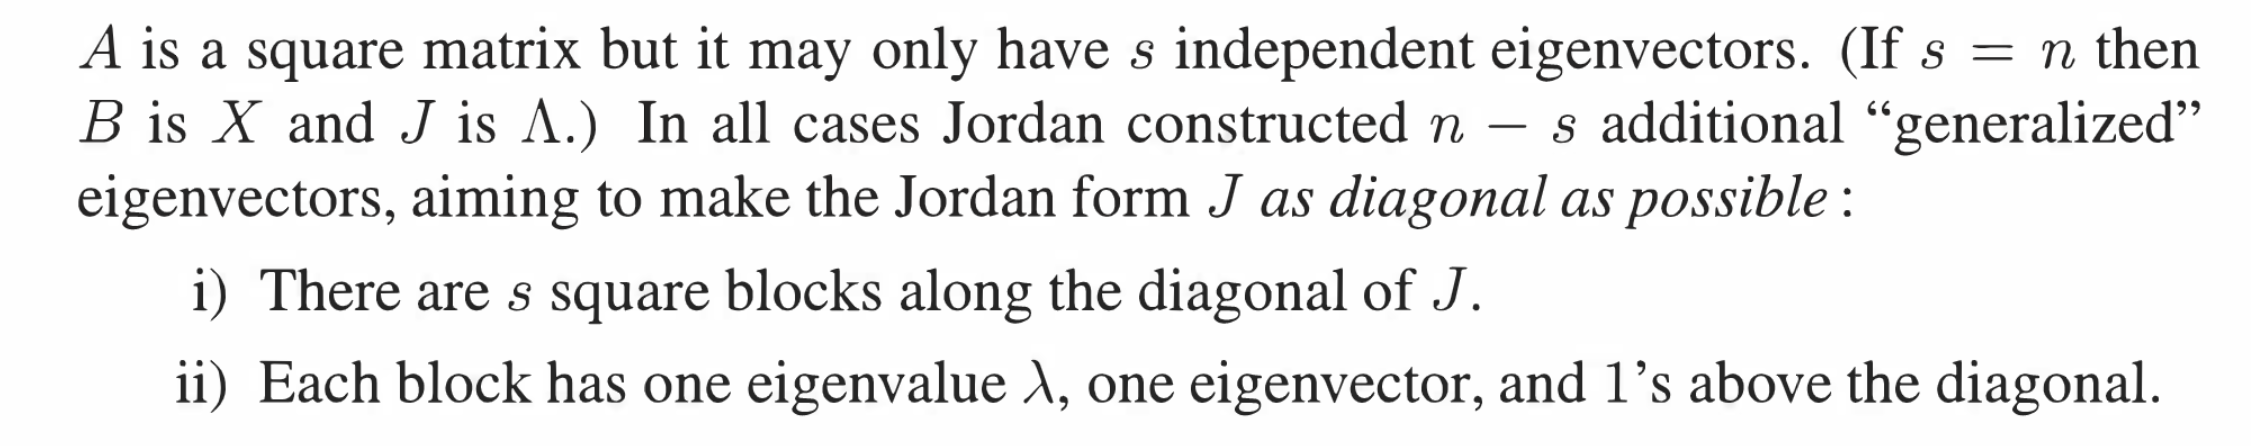 A is a square matrix but it may only have s independent eigenvectors. (If s = n then
B is X and J is Λ.) In all cases Jordan constructed n − s additional “generalized”
eigenvectors, aiming to make the Jordan form J as diagonal as possible :
i) There are s square blocks along the diagonal of J.
ii) Each block has one eigenvalue λ, one eigenvector, and 1’s above the diagonal.